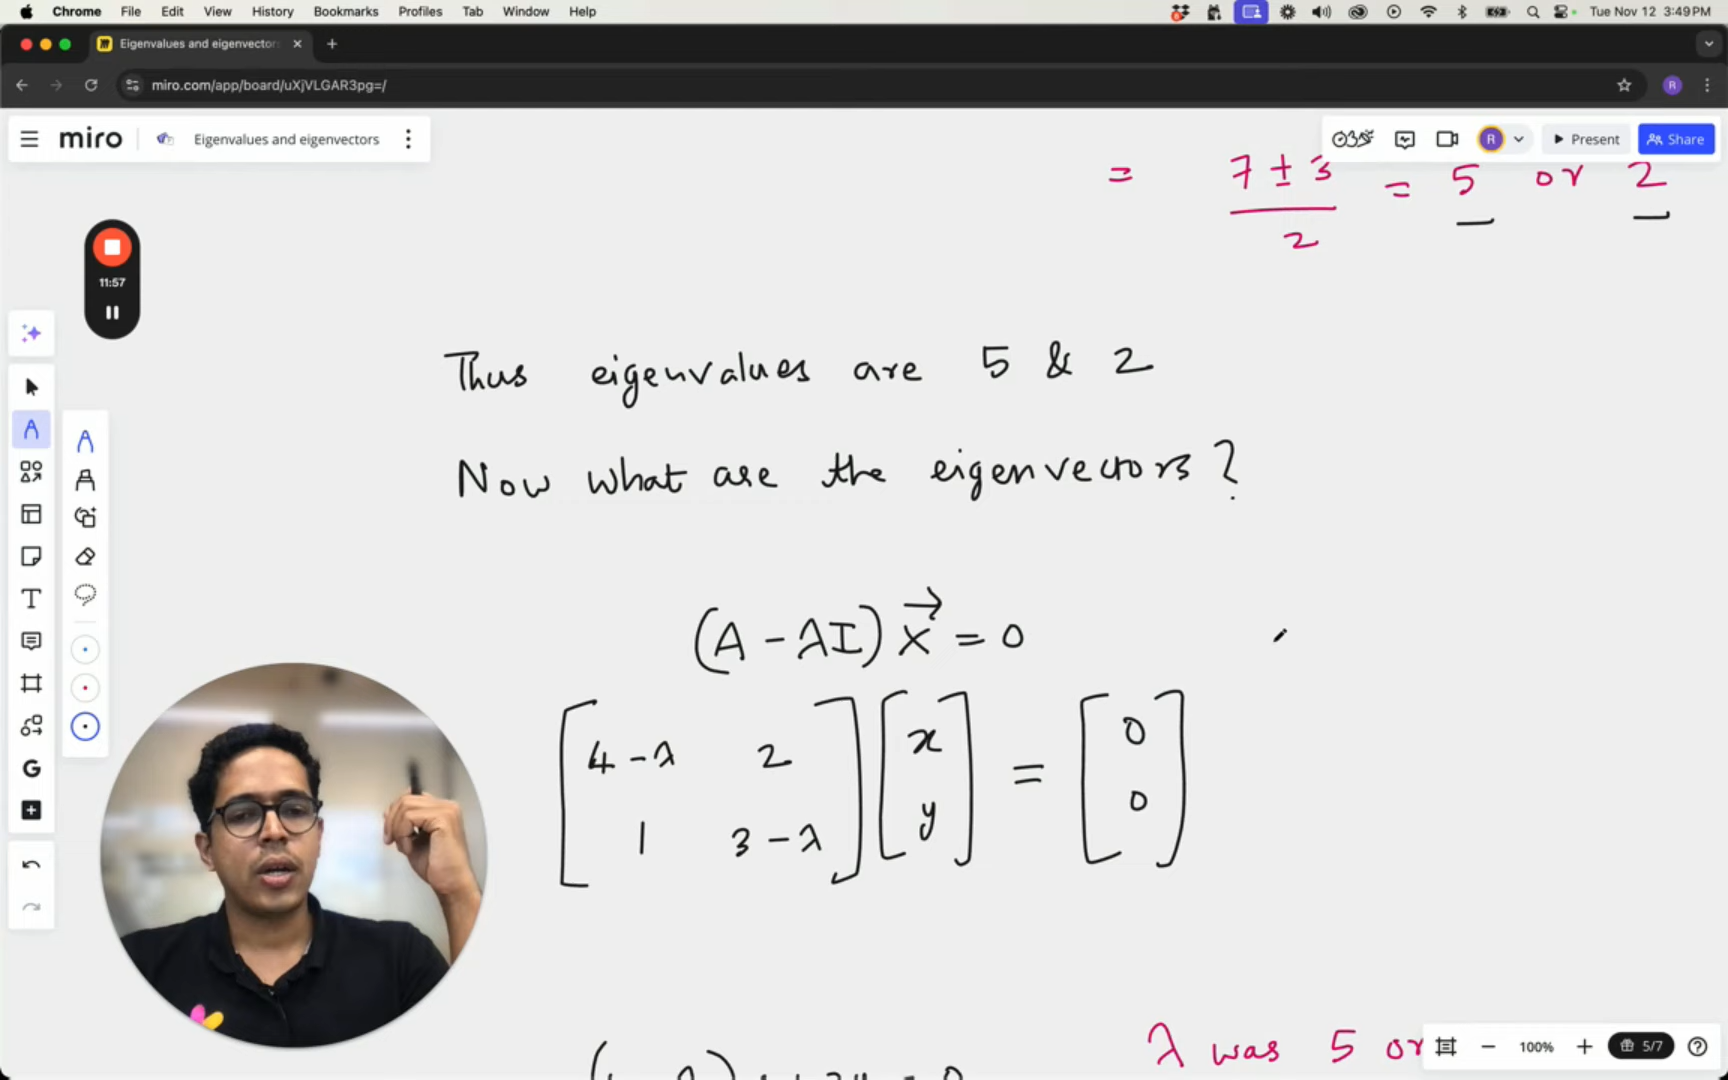 Chrome File Edit View History Bookmarks Profiles Tab Window Help Tue Nov 12 3:49 PM
Eigenvalues and eigenvector
miro.com/app/board/uXjVLGAR3pg=/ R
miro Eigenvalues and eigenvectors R Present Share
= 7 ± 3 = 5 or 2
2
11:57
Thus eigenvalues are 5 & 2
Now what are the eigenvectors?
(A - λI) X⃗ = 0
[4 - λ 2] [x] = [0]
[1 3 - λ] [y] [0]
T
G
λ was 5 or
100% 5/7